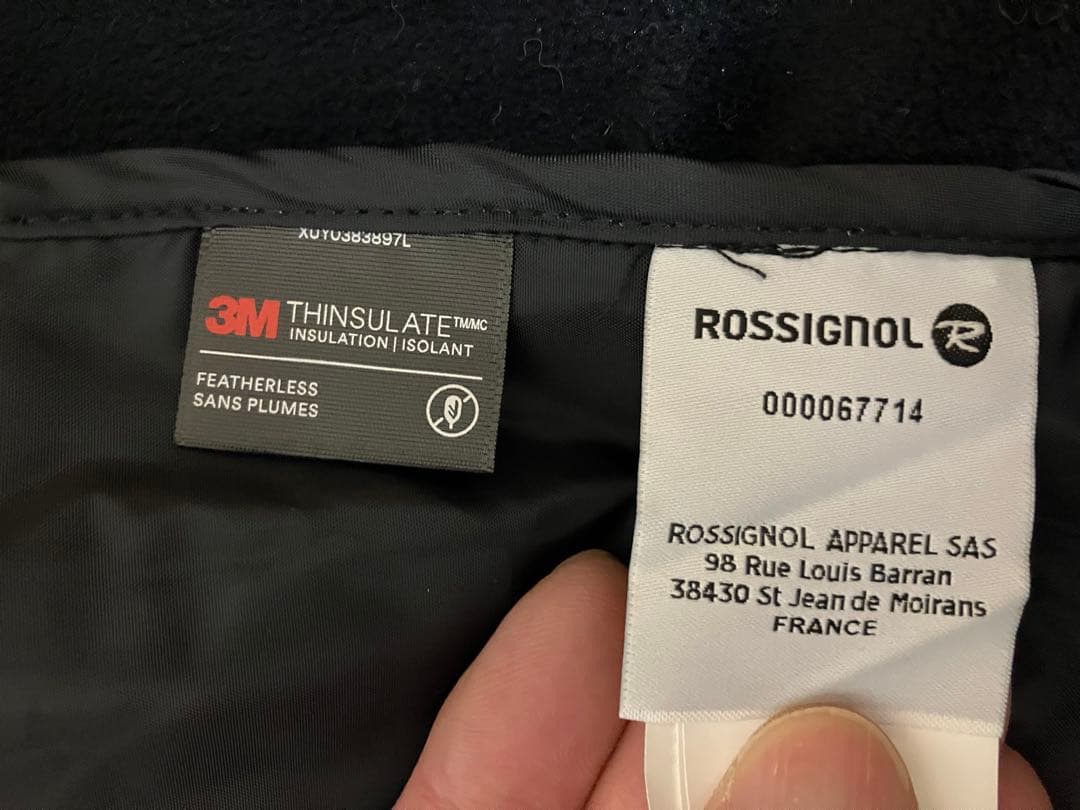 XUY0383897L
3M THINSULATE™/MC
INSULATION | ISOLANT
FEATHERLESS
SANS PLUMES
ROSSIGNOL R
000067714
ROSSIGNOL APPAREL SAS
98 Rue Louis Barran
38430 St Jean de Moirans
FRANCE